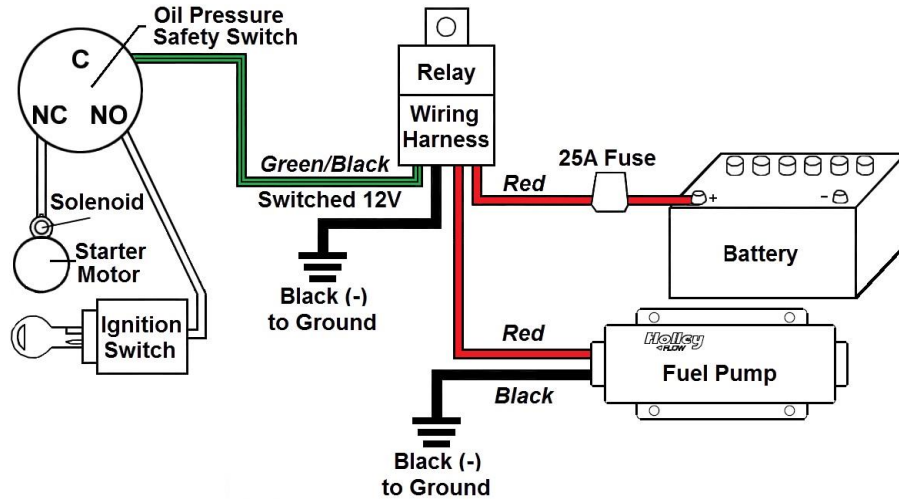 Oil Pressure
Safety Switch
C
NC NO
Relay
Wiring
Harness
Green/Black
Switched 12V
25A Fuse
Red
+ -
Battery
Solenoid
Starter
Motor
Black (-)
to Ground
Ignition
Switch
Red
Black
Holley
FLOW
Fuel Pump
Black (-)
to Ground